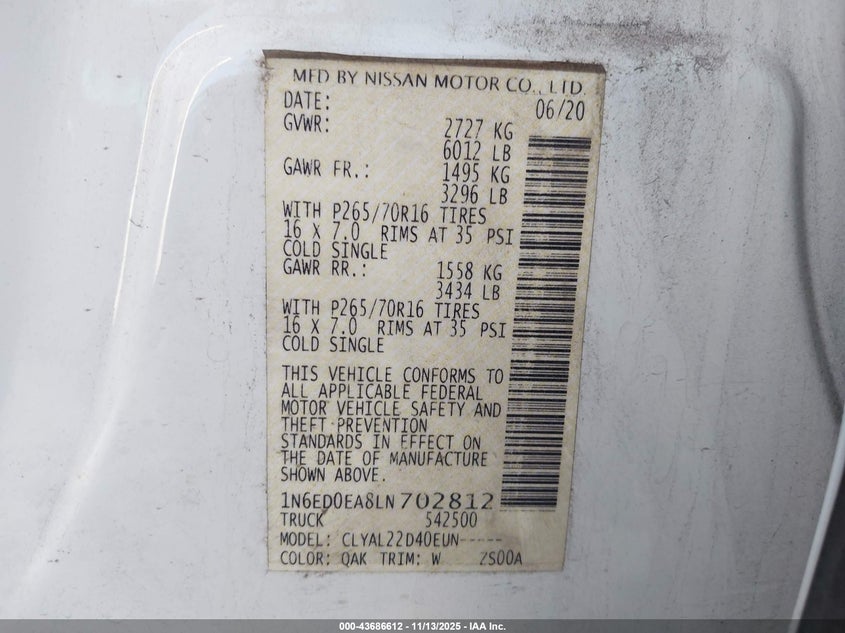 MFD BY NISSAN MOTOR CO., LTD.
DATE: 06/20
GVWR: 2727 KG
6012 LB
GAWR FR.: 1495 KG
3296 LB
WITH P265/70R16 TIRES
16 X 7.0 RIMS AT 35 PSI
COLD SINGLE
GAWR RR.: 1558 KG
3434 LB
WITH P265/70R16 TIRES
16 X 7.0 RIMS AT 35 PSI
COLD SINGLE
THIS VEHICLE CONFORMS TO
ALL APPLICABLE FEDERAL
MOTOR VEHICLE SAFETY AND
THEFT PREVENTION
STANDARDS IN EFFECT ON
THE DATE OF MANUFACTURE
SHOWN ABOVE.
1N6ED0EA8LN702812
TRUCK 542500
MODEL: CLYAL22D40EUN-----
COLOR: QAK TRIM: W ZS00A
000-43686612 - 11/13/2025 - IAA Inc.